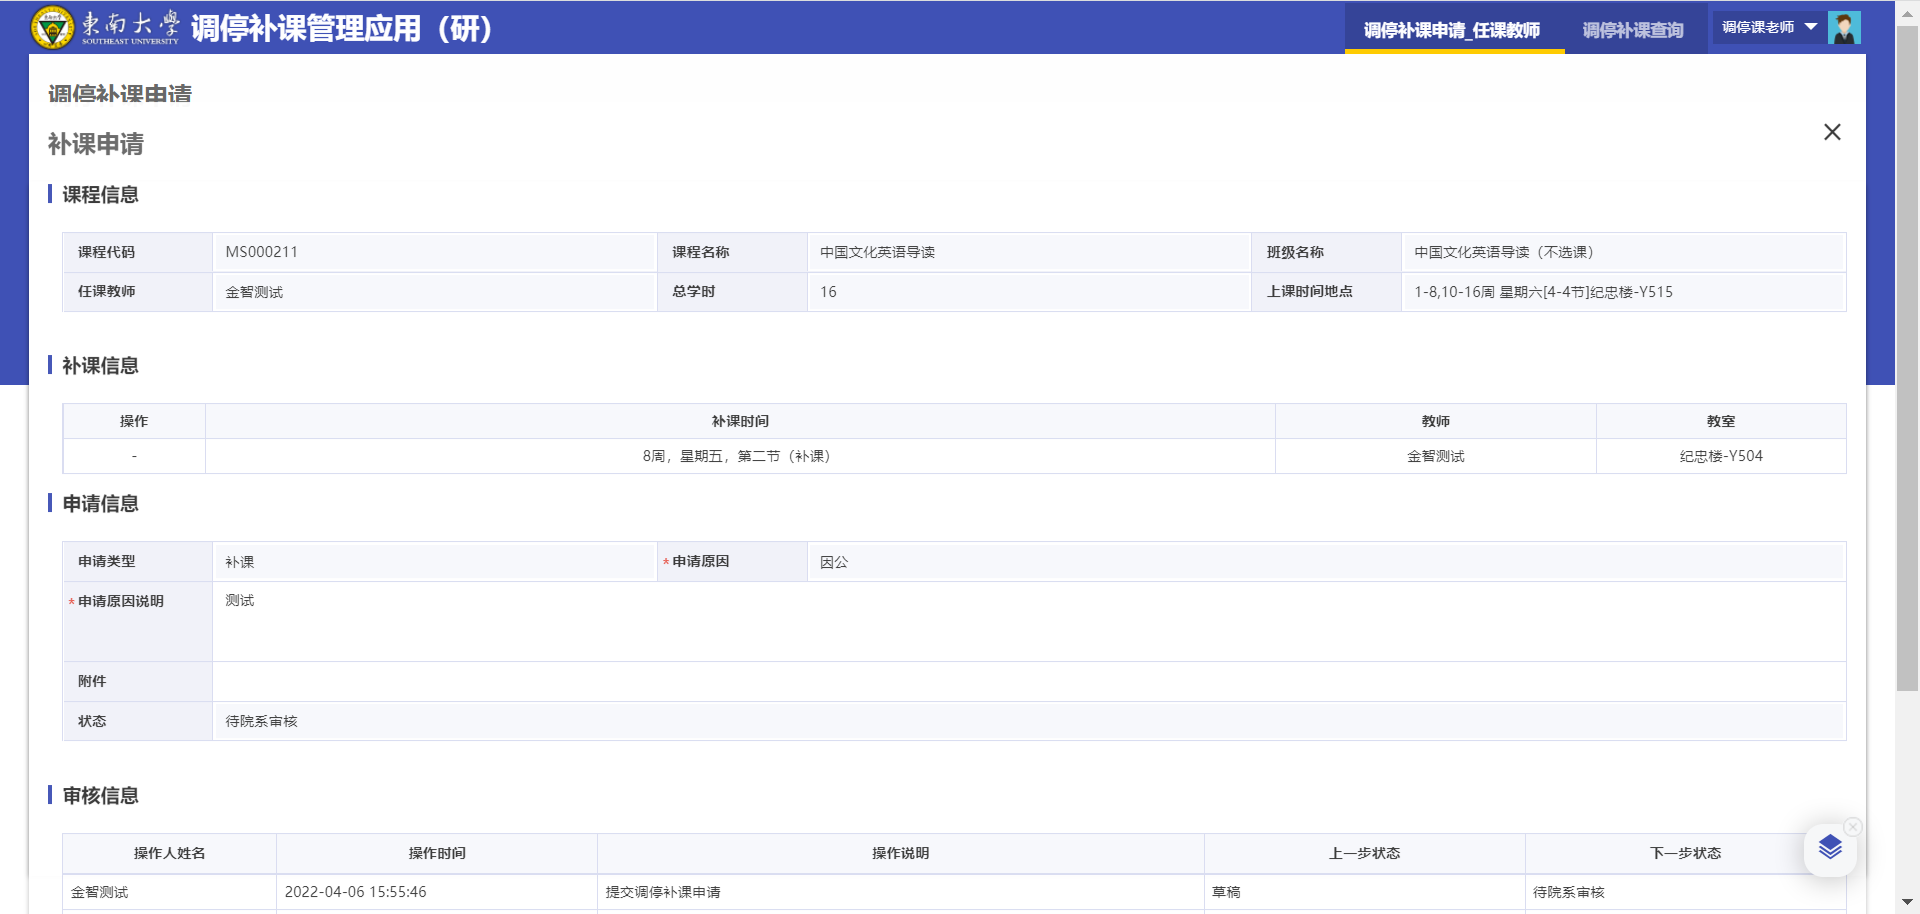 東南大學
SOUTHEAST UNIVERSITY
调停补课管理应用（研）
调停补课申请_任课教师
调停补课查询
调停课老师
调停补课申请
补课申请
课程信息
课程代码 MS000211 课程名称 中国文化英语导读 班级名称 中国文化英语导读（不选课）
任课教师 金智测试 总学时 16 上课时间地点 1-8,10-16周 星期六[4-4节]纪忠楼-Y515
补课信息
操作 补课时间 教师 教室
- 8周，星期五，第二节（补课） 金智测试 纪忠楼-Y504
申请信息
申请类型 补课 *申请原因 因公
*申请原因说明 测试
附件
状态 待院系审核
审核信息
操作人姓名 操作时间 操作说明 上一步状态 下一步状态
金智测试 2022-04-06 15:55:46 提交调停补课申请 草稿 待院系审核